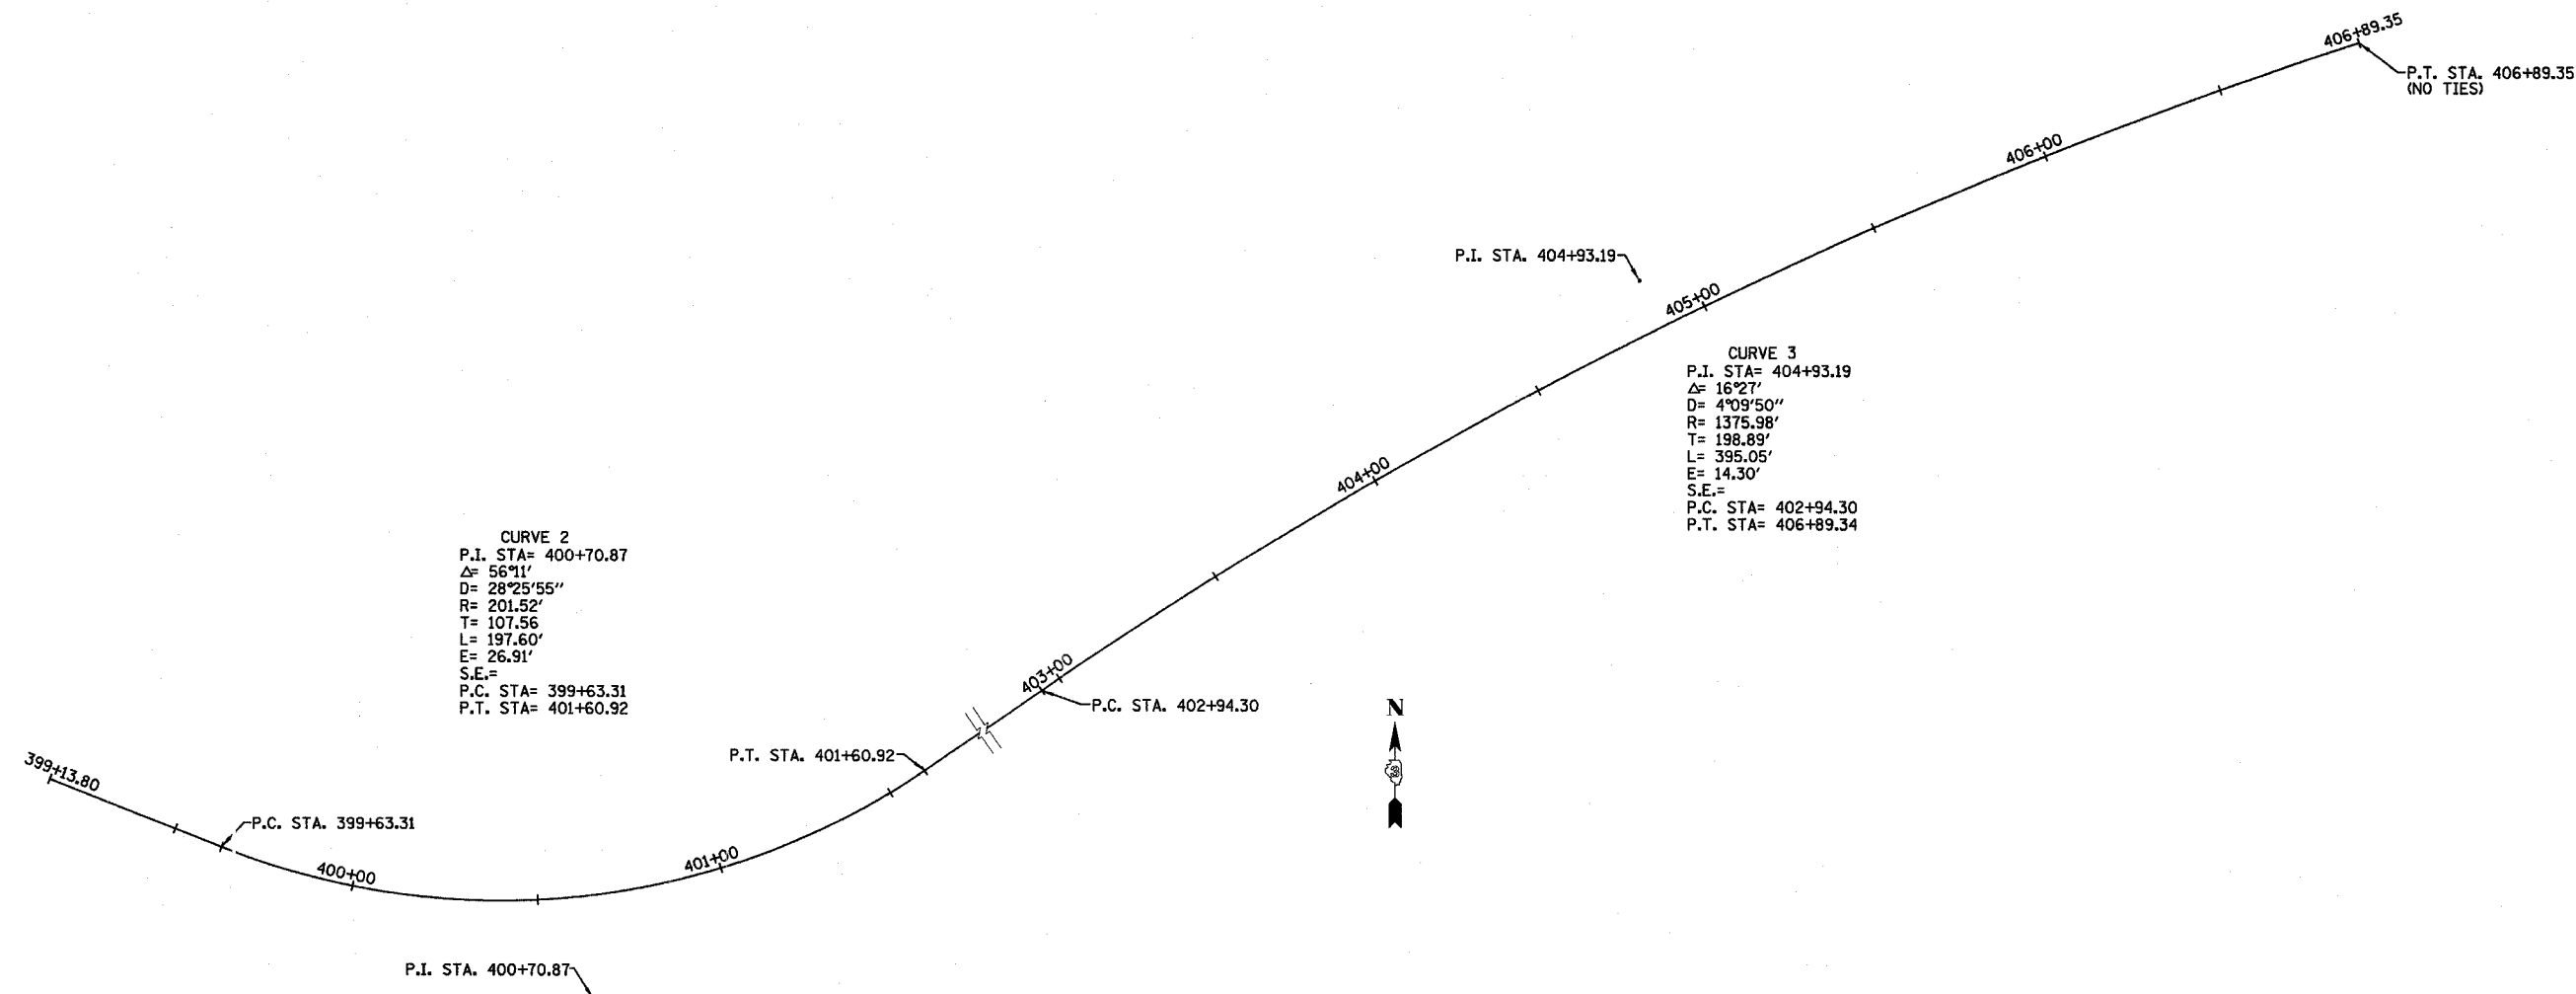 406+89.35
P.T. STA. 406+89.35
(NO TIES)
406+00
P.I. STA. 404+93.19
405+00
CURVE 3
P.I. STA= 404+93.19
Δ= 16°27'
D= 4°09'50''
R= 1375.98'
T= 198.89'
L= 395.05'
E= 14.30'
S.E.=
P.C. STA= 402+94.30
P.T. STA= 406+89.34
404+00
CURVE 2
P.I. STA= 400+70.87
Δ= 56°11'
D= 28°25'55''
R= 201.52'
T= 107.56
L= 197.60'
E= 26.91'
S.E.=
P.C. STA= 399+63.31
P.T. STA= 401+60.92
403+00
P.C. STA. 402+94.30
N
P.T. STA. 401+60.92
399+13.80
P.C. STA. 399+63.31
400+00
401+00
P.I. STA. 400+70.87